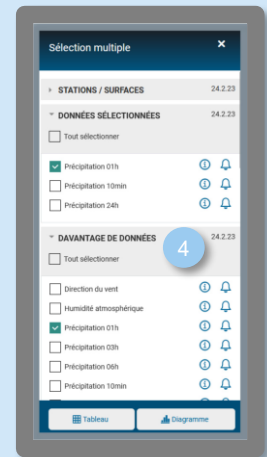 Sélection multiple ×
STATIONS / SURFACES 24.2.23
DONNÉES SÉLECTIONNÉES 24.2.23
Tout sélectionner
Précipitation 01h
Précipitation 10min
Précipitation 24h
DAVANTAGE DE DONNÉES 4 24.2.23
Tout sélectionner
Direction du vent
Humidité atmosphérique
Précipitation 01h
Précipitation 03h
Précipitation 06h
Précipitation 10min
Tableau Diagramme